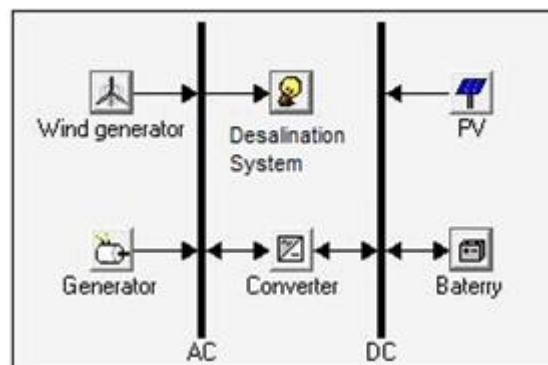 Wind generator
Desalination
System
PV
Generator
Converter
Baterry
AC
DC